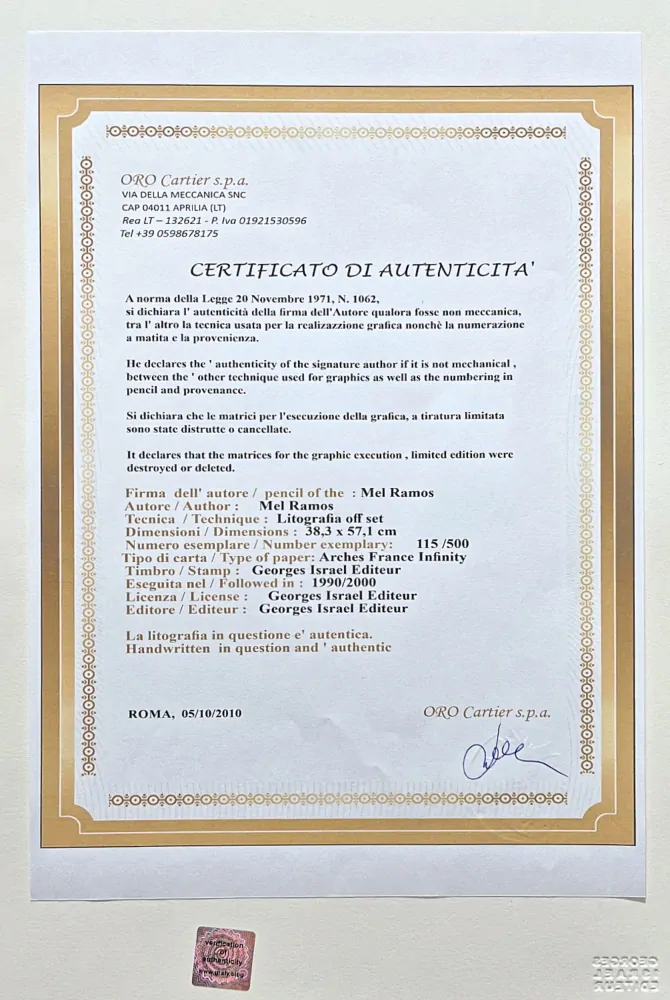 ORO Cartier s.p.a.
VIA DELLA MECCANICA SNC
CAP 04011 APRILIA (LT)
Rea LT – 132621 - P. Iva 01921530596
Tel +39 0598678175
CERTIFICATO DI AUTENTICITA'
A norma della Legge 20 Novembre 1971, N. 1062,
si dichiara l' autenticità della firma dell'Autore qualora fosse non meccanica,
tra l' altro la tecnica usata per la realizazzione grafica nonchè la numerazione
a matita e la provenienza.
He declares the ' authenticity of the signature author if it is not mechanical ,
between the ' other technique used for graphics as well as the numbering in
pencil and provenance.
Si dichiara che le matrici per l'esecuzione della grafica, a tiratura limitata
sono state distrutte o cancellate.
It declares that the matrices for the graphic execution , limited edition were
destroyed or deleted.
Firma dell' autore / pencil of the : Mel Ramos
Autore / Author : Mel Ramos
Tecnica / Technique : Litografia off set
Dimensioni / Dimensions : 38,3 x 57,1 cm
Numero esemplare / Number exemplary: 115 /500
Tipo di carta / Type of paper: Arches France Infinity
Timbro / Stamp : Georges Israel Editeur
Eseguita nel / Followed in : 1990/2000
Licenza / License : Georges Israel Editeur
Editore / Editeur : Georges Israel Editeur
La litografia in questione e' autentica.
Handwritten in question and ' authentic
ROMA, 05/10/2010
ORO Cartier s.p.a.
verification
of
authenticity